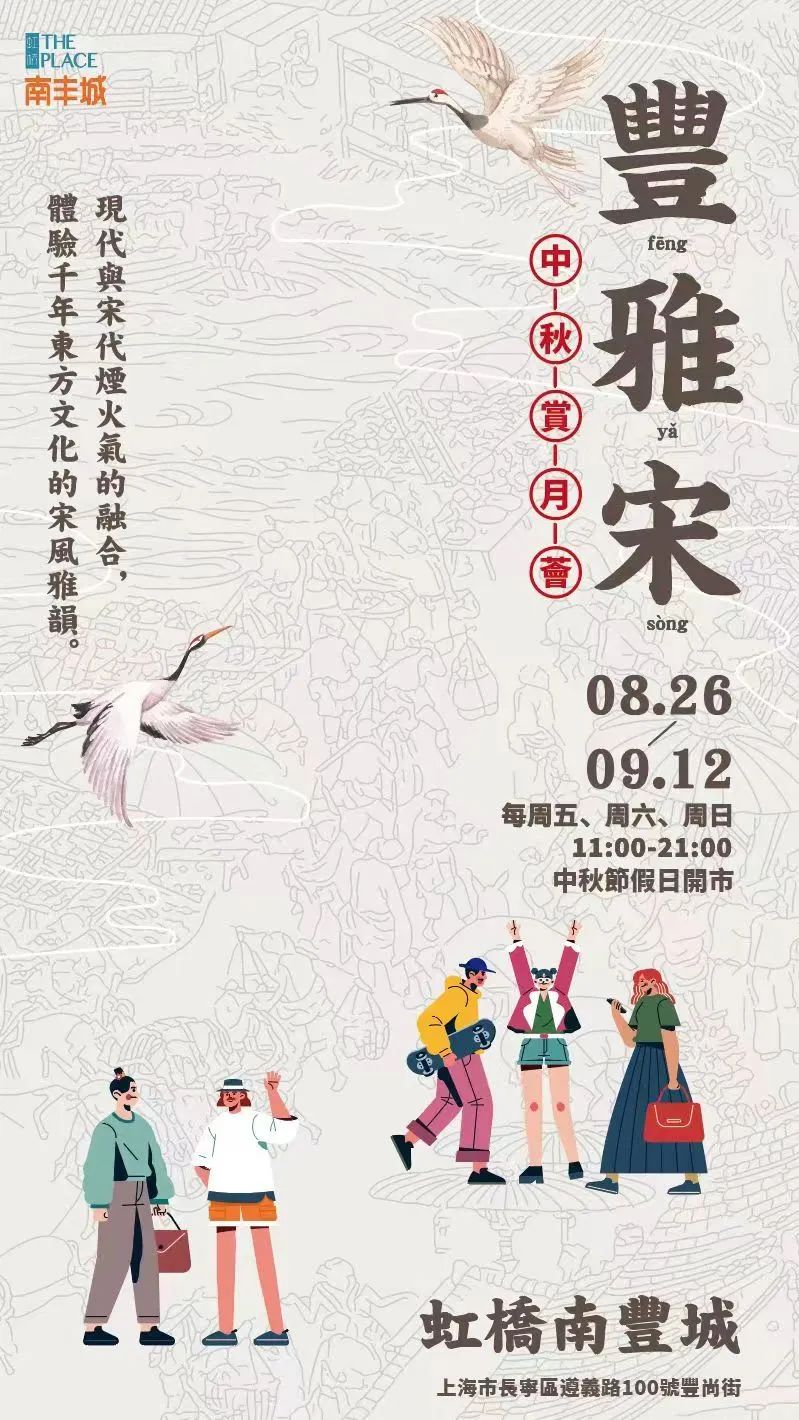 虹橋
THE
PLACE
南丰城
豐
fēng
雅
yǎ
宋
sòng
中秋賞月薈
現代與宋代煙火氣的融合，
體驗千年東方文化的宋風雅韻。
08.26
09.12
每周五、周六、周日
11:00-21:00
中秋節假日開市
虹橋南豐城
上海市長寧區遵義路100號豐尚街